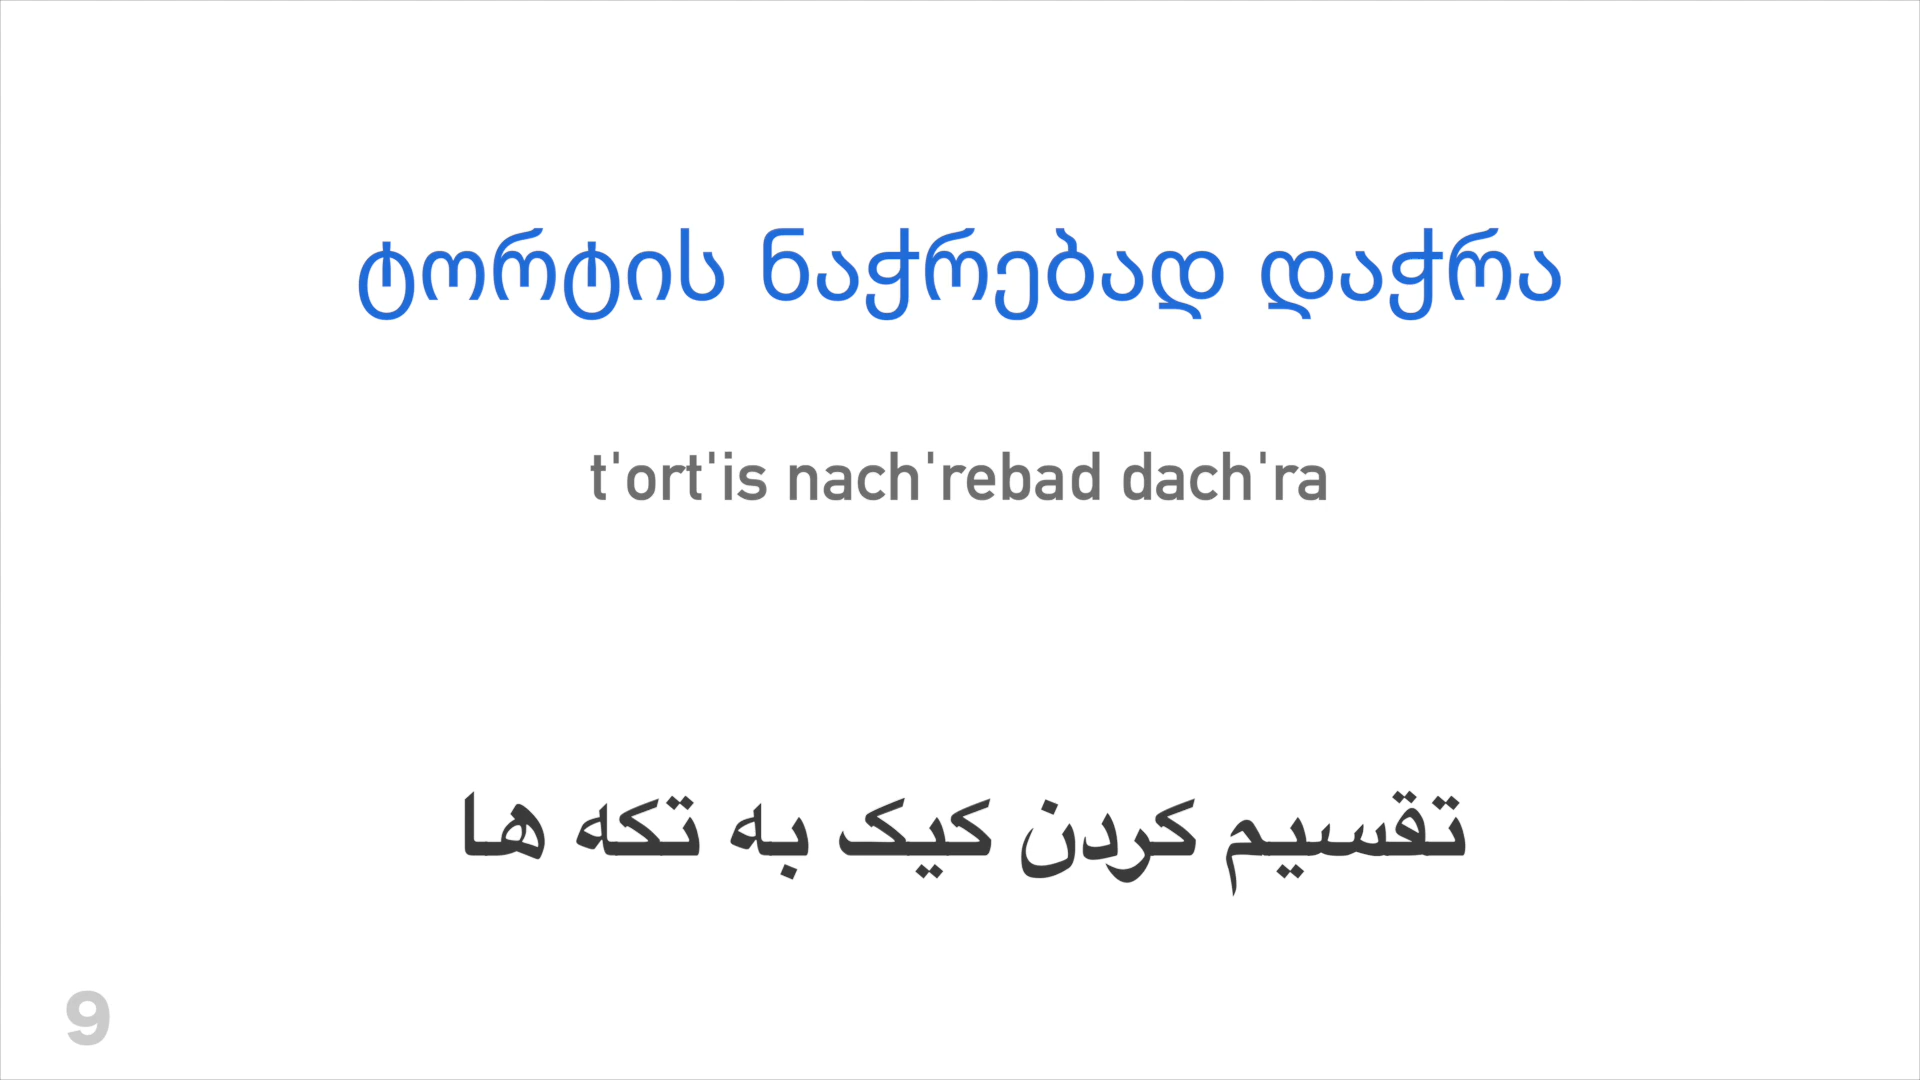 ტორტის ნაჭრებად დაჭრა
t'ort'is nach'rebad dach'ra
تقسیم کردن کیک به تکه ها
9